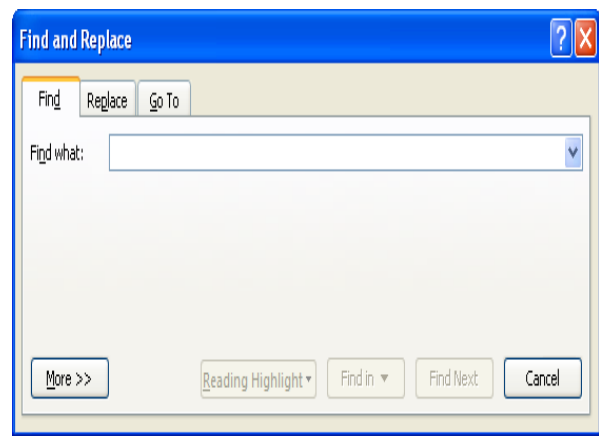 Find and Replace
Find Replace Go To
Find what:
More >> Reading Highlight Find in Find Next Cancel